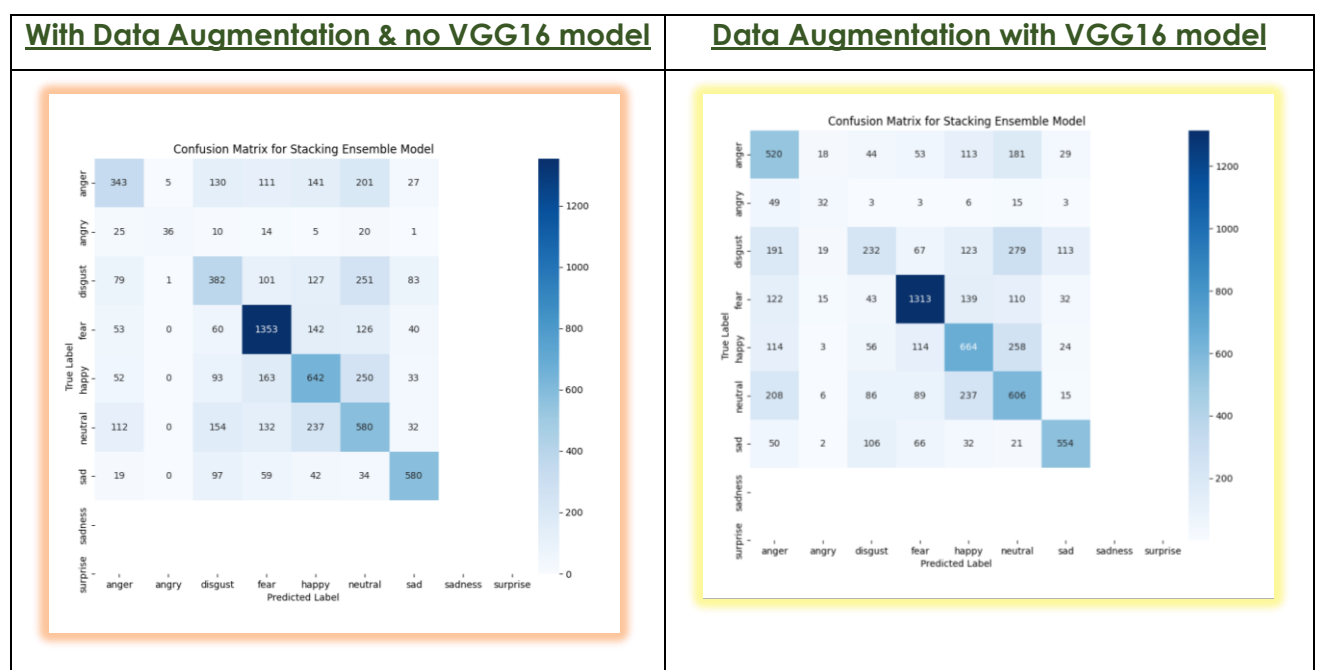 With Data Augmentation & no VGG16 model
Data Augmentation with VGG16 model
Confusion Matrix for Stacking Ensemble Model
True Label
anger 343 5 130 111 141 201 27
angry 25 36 10 14 5 20 1
disgust 79 1 382 101 127 251 83
fear 53 0 60 1353 142 126 40
happy 52 0 93 163 642 250 33
neutral 112 0 154 132 237 580 32
sad 19 0 97 59 42 34 580
sadness
surprise
anger angry disgust fear happy neutral sad sadness surprise
Predicted Label
1200
1000
800
600
400
200
0
Confusion Matrix for Stacking Ensemble Model
True Label
anger 520 18 44 53 113 181 29
angry 49 32 3 3 6 15 3
disgust 191 19 232 67 123 279 113
fear 122 15 43 1313 139 110 32
happy 114 3 56 114 664 258 24
neutral 208 6 86 89 237 606 15
sad 50 2 106 66 32 21 554
sadness
surprise
anger angry disgust fear happy neutral sad sadness surprise
Predicted Label
1200
1000
800
600
400
200